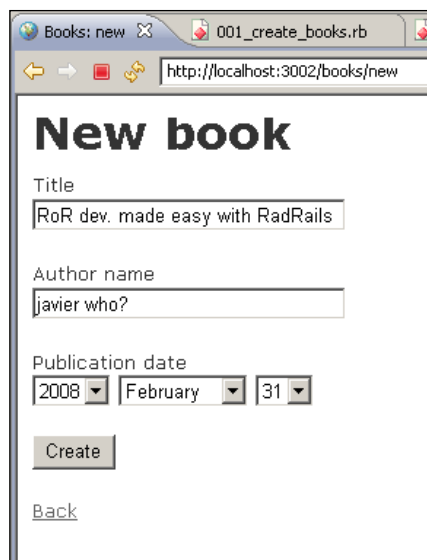 Books: new
001_create_books.rb
http://localhost:3002/books/new
New book
Title
RoR dev. made easy with RadRails
Author name
javier who?
Publication date
2008 February 31
Create
Back